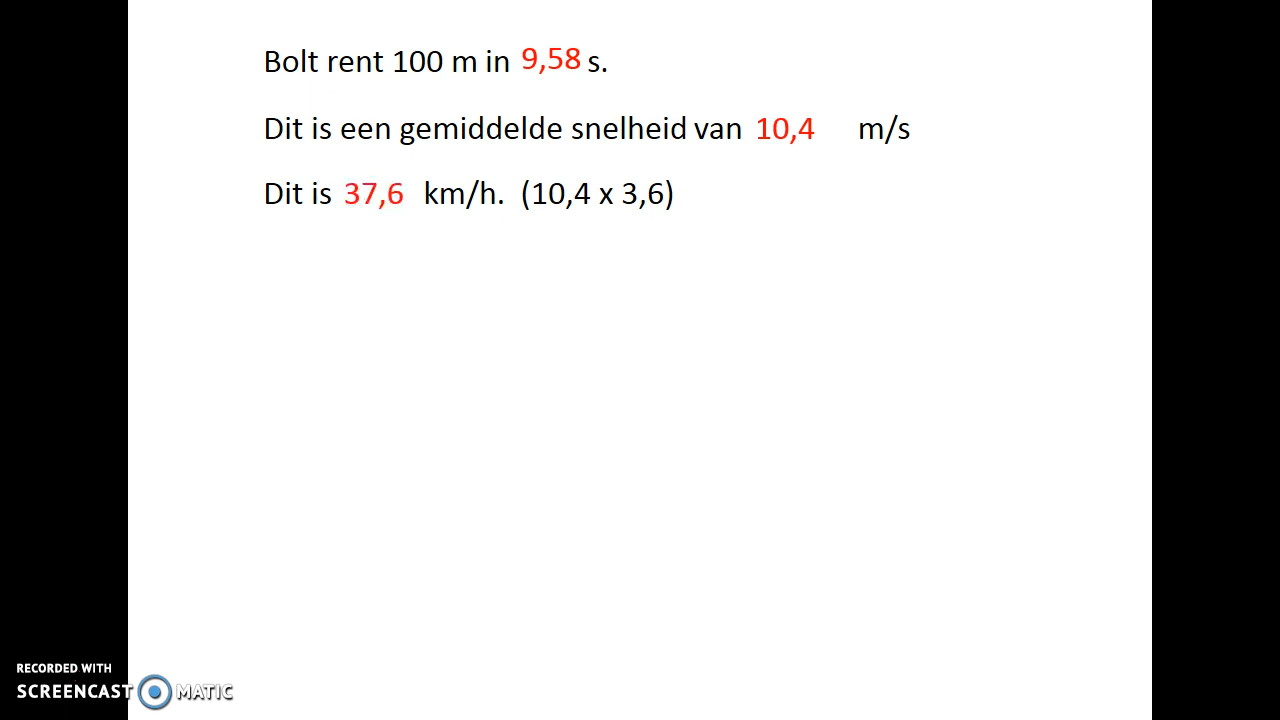 Bolt rent 100 m in 9,58 s.
Dit is een gemiddelde snelheid van 10,4 m/s
Dit is 37,6 km/h. (10,4 x 3,6)
RECORDED WITH
SCREENCAST MATIC